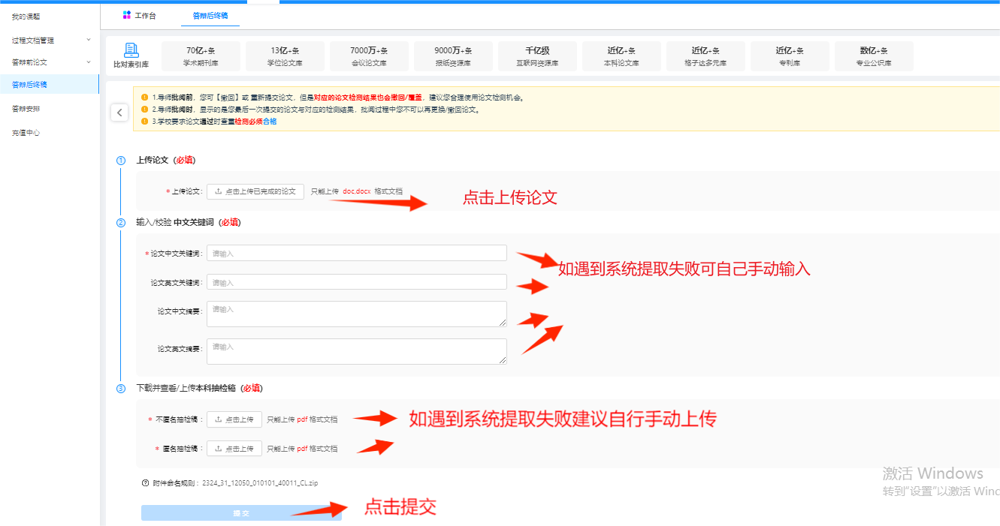 我的课题
过程文档管理
答辩前论文
答辩后终稿
答辩安排
充值中心
工作台
答辩后终稿
比对索引库
70亿+条
学术期刊库
13亿+条
学位论文库
7000万+条
会议论文库
9000万+条
报纸资源库
千亿级
互联网资源库
近亿+条
本科论文库
近亿+条
格子达多元库
近亿+条
专利库
数亿+条
专业公识库
1.导师批阅前，您可【撤回】或 重新提交论文，但是对应的论文检测结果也会撤回/覆盖，建议您合理使用论文检测机会。
2.导师批阅时，显示的是您最后一次提交的论文与对应的检测结果，批阅过程中您不可以再更换/撤回论文。
3.学校要求论文通过时查重检测必须合格
1 上传论文（必填）
* 上传论文： 点击上传已完成的论文 只能上传 doc,docx 格式文档
点击上传论文
2 输入/校验 中文关键词（必填）
* 论文中文关键词： 请输入
如遇到系统提取失败可自己手动输入
论文英文关键词： 请输入
论文中文摘要： 请输入
论文英文摘要： 请输入
3 下载并查看/上传本科抽检稿（必填）
* 不匿名抽检稿： 点击上传 只能上传 pdf 格式文档
如遇到系统提取失败建议自行手动上传
* 匿名抽检稿： 点击上传 只能上传 pdf 格式文档
附件命名规则：2324_31_12050_010101_40011_CL.zip
提 交
点击提交
激活 Windows
转到"设置"以激活 Winc